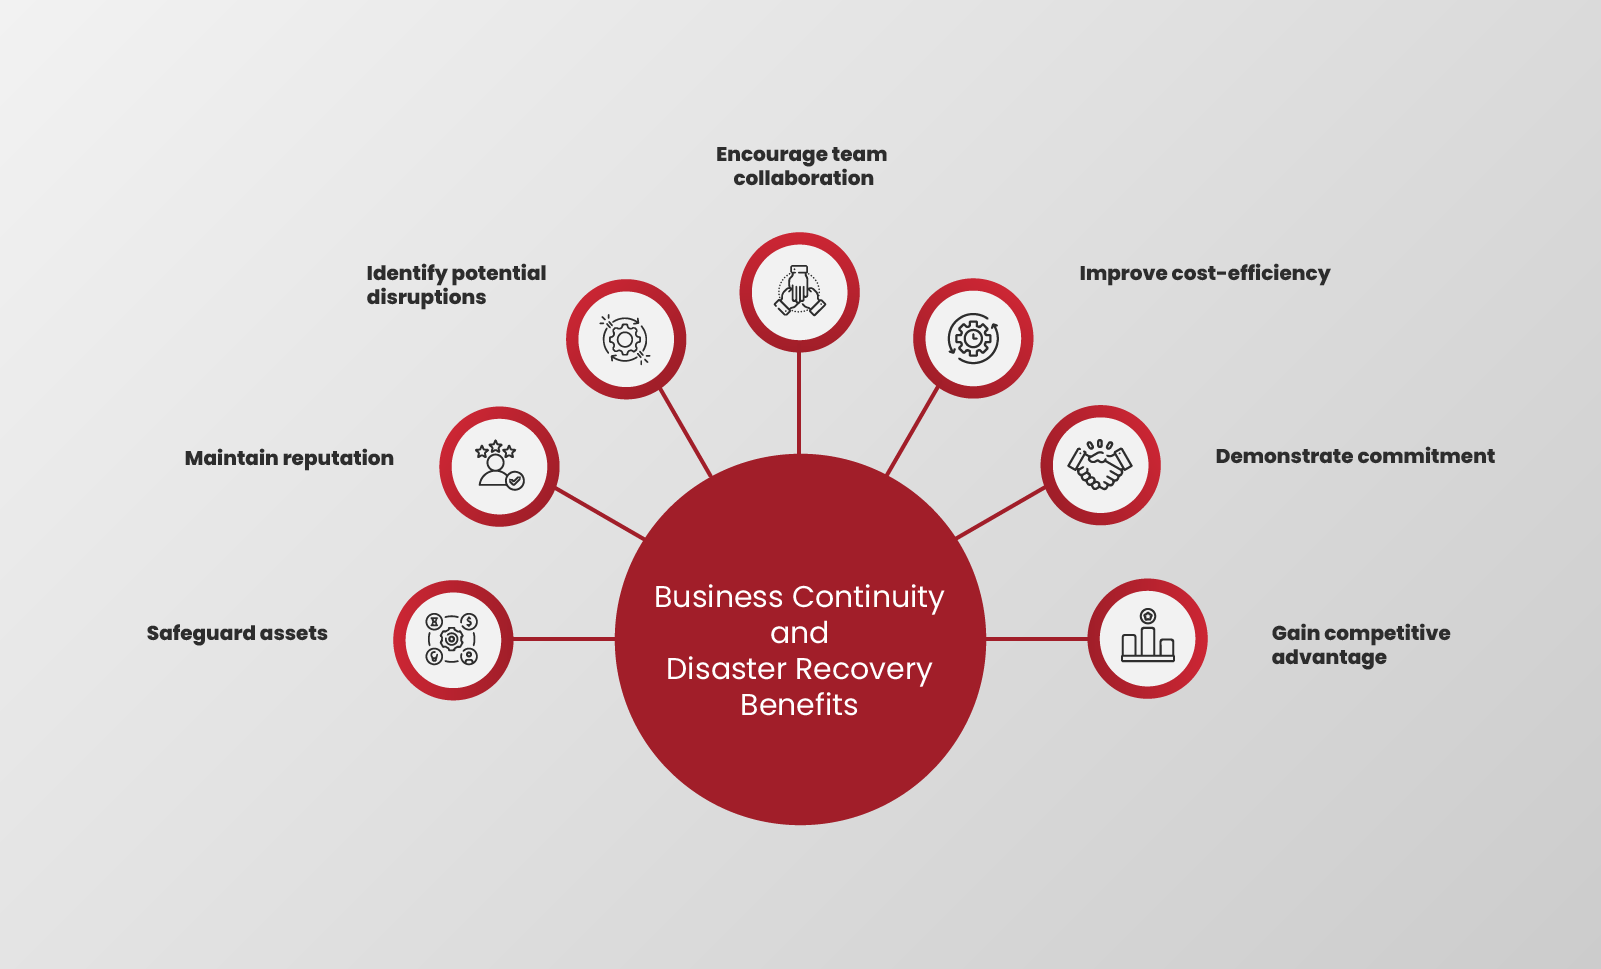 Encourage team
collaboration
Identify potential
disruptions
Improve cost-efficiency
Maintain reputation
Demonstrate commitment
Safeguard assets
Gain competitive
advantage
Business Continuity
and
Disaster Recovery
Benefits